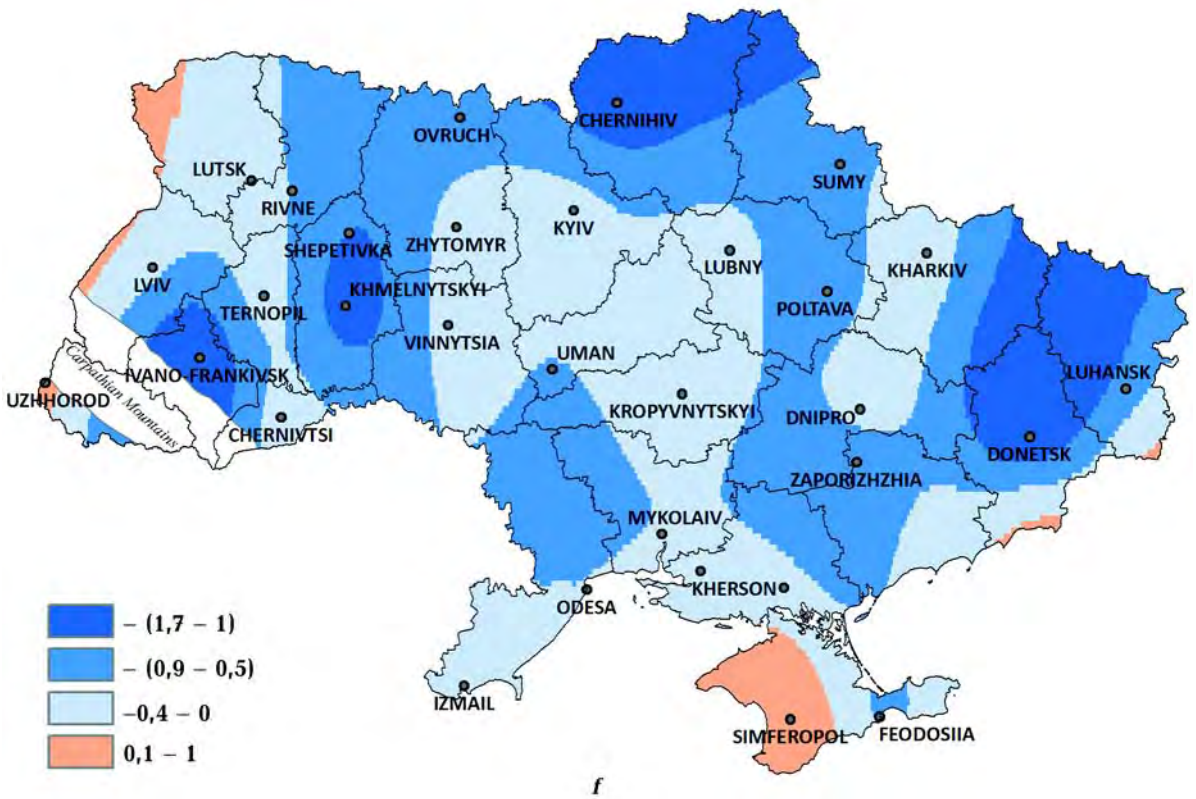 CHERNIHIV
OVRUCH
LUTSK
SUMY
RIVNE
SHEPETIVKA
ZHYTOMYR
KYIV
LUBNY
KHARKIV
LVIV
KHMELNYTSKYI
TERNOPIL
POLTAVA
VINNYTSIA
UMAN
Carpathian Mountains
IVANO-FRANKIVSK
LUHANSK
UZHHOROD
KROPYVNYTSKYI
DNIPRO
CHERNIVTSI
DONETSK
ZAPORIZHZHIA
MYKOLAIV
KHERSON
ODESA
– (1,7 – 1)
– (0,9 – 0,5)
–0,4 – 0
0,1 – 1
IZMAIL
SIMFEROPOL
FEODOSIIA
f